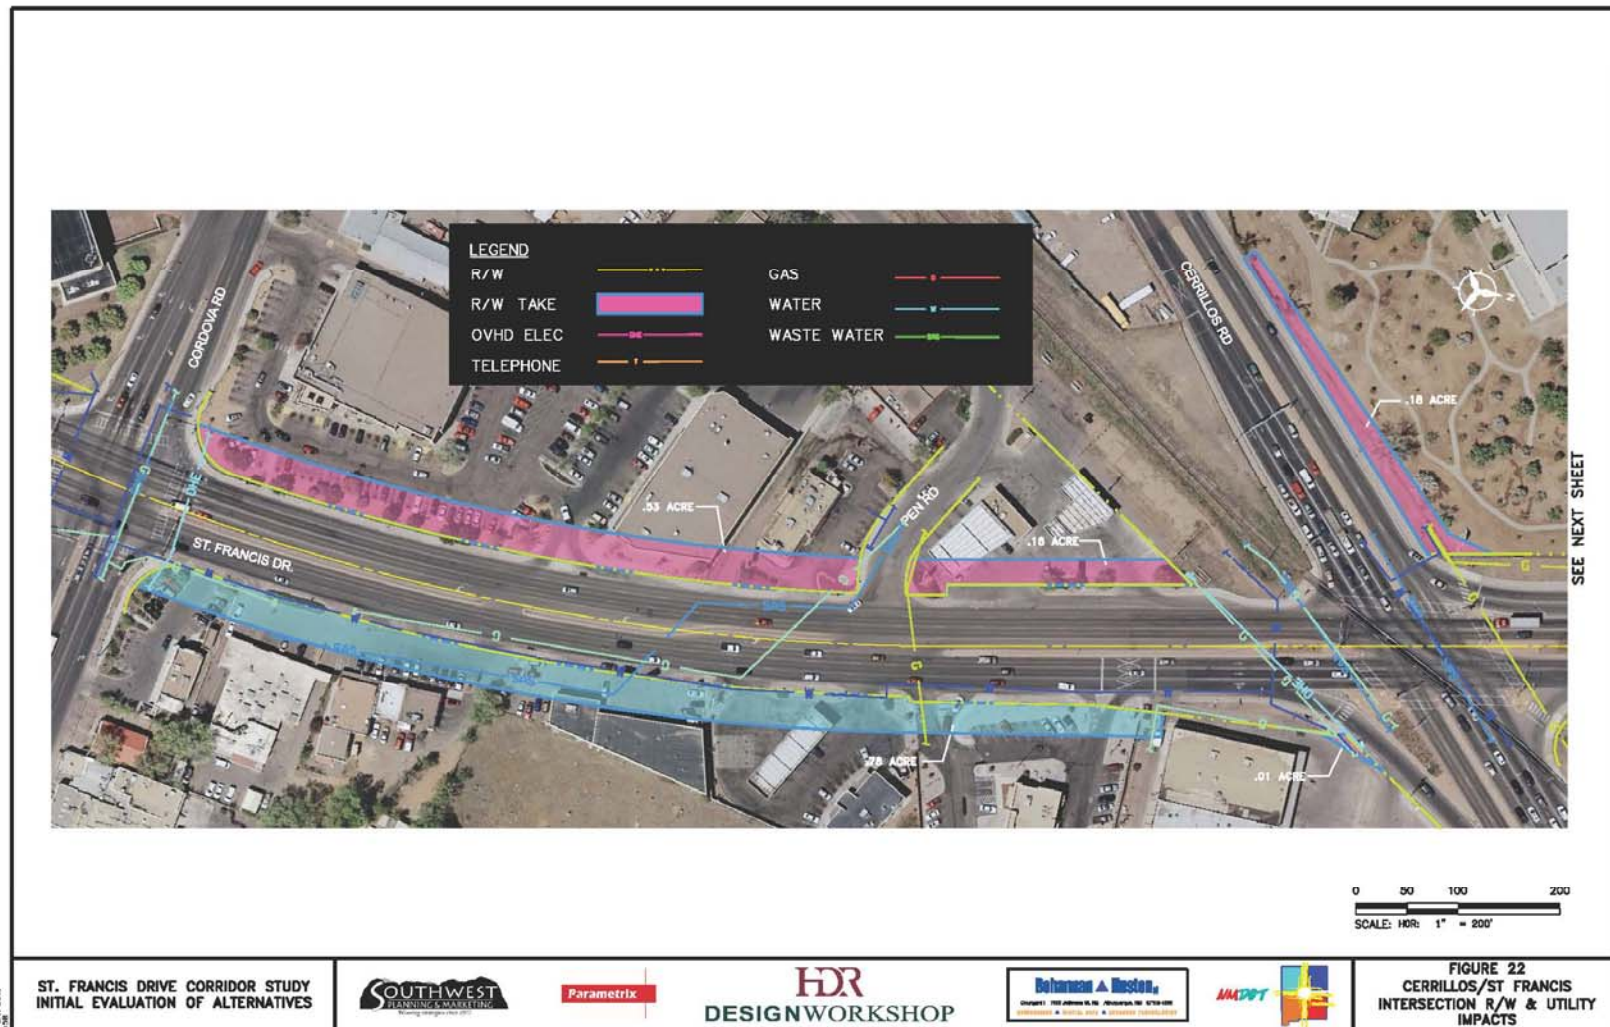 LEGEND
R/W
R/W TAKE
OVHD ELEC
TELEPHONE
GAS
WATER
WASTE WATER
CORDOVA RD
CERRILLOS RD
.18 ACRE
.53 ACRE
PEN RD
ST. FRANCIS DR.
.78 ACRE
.01 ACRE
SEE NEXT SHEET
0 50 100 200
SCALE: HOR: 1" = 200'
ST. FRANCIS DRIVE CORRIDOR STUDY
INITIAL EVALUATION OF ALTERNATIVES
SOUTHWEST
PLANNING & MARKETING
Parametrix
HDR
DESIGNWORKSHOP
Bohannan ▲ Huston
NMDOT
FIGURE 22
CERRILLOS/ST FRANCIS
INTERSECTION R/W & UTILITY
IMPACTS